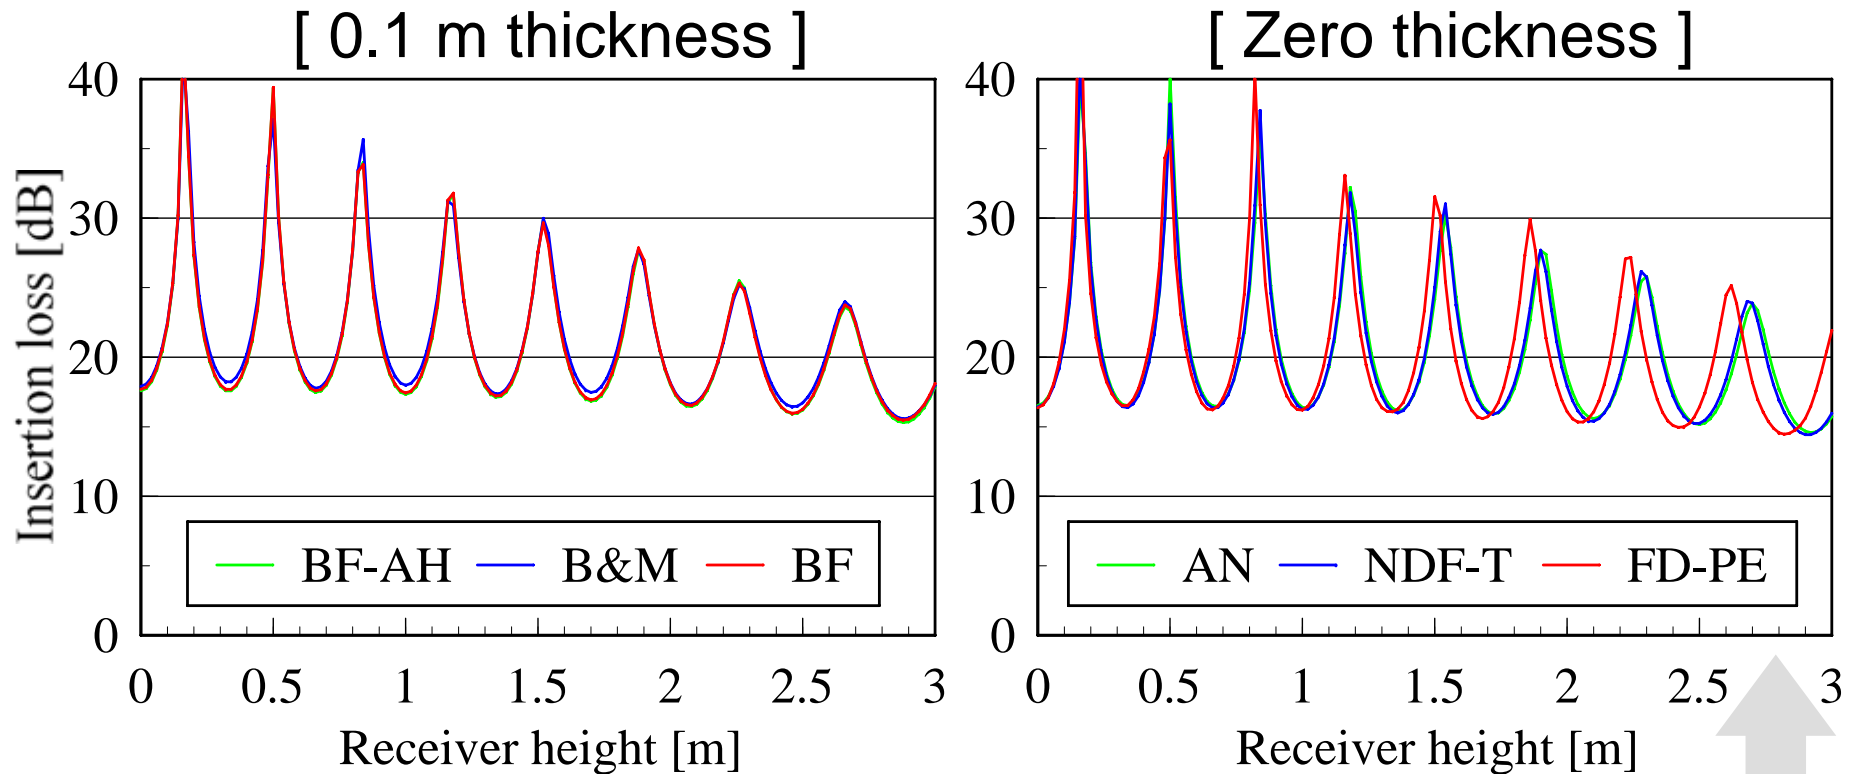 [ 0.1 m thickness ]
[ Zero thickness ]
Insertion loss [dB]
40
30
20
10
0
BF-AH
B&M
BF
0 0.5 1 1.5 2 2.5 3
Receiver height [m]
40
30
20
10
0
AN
NDF-T
FD-PE
0 0.5 1 1.5 2 2.5 3
Receiver height [m]